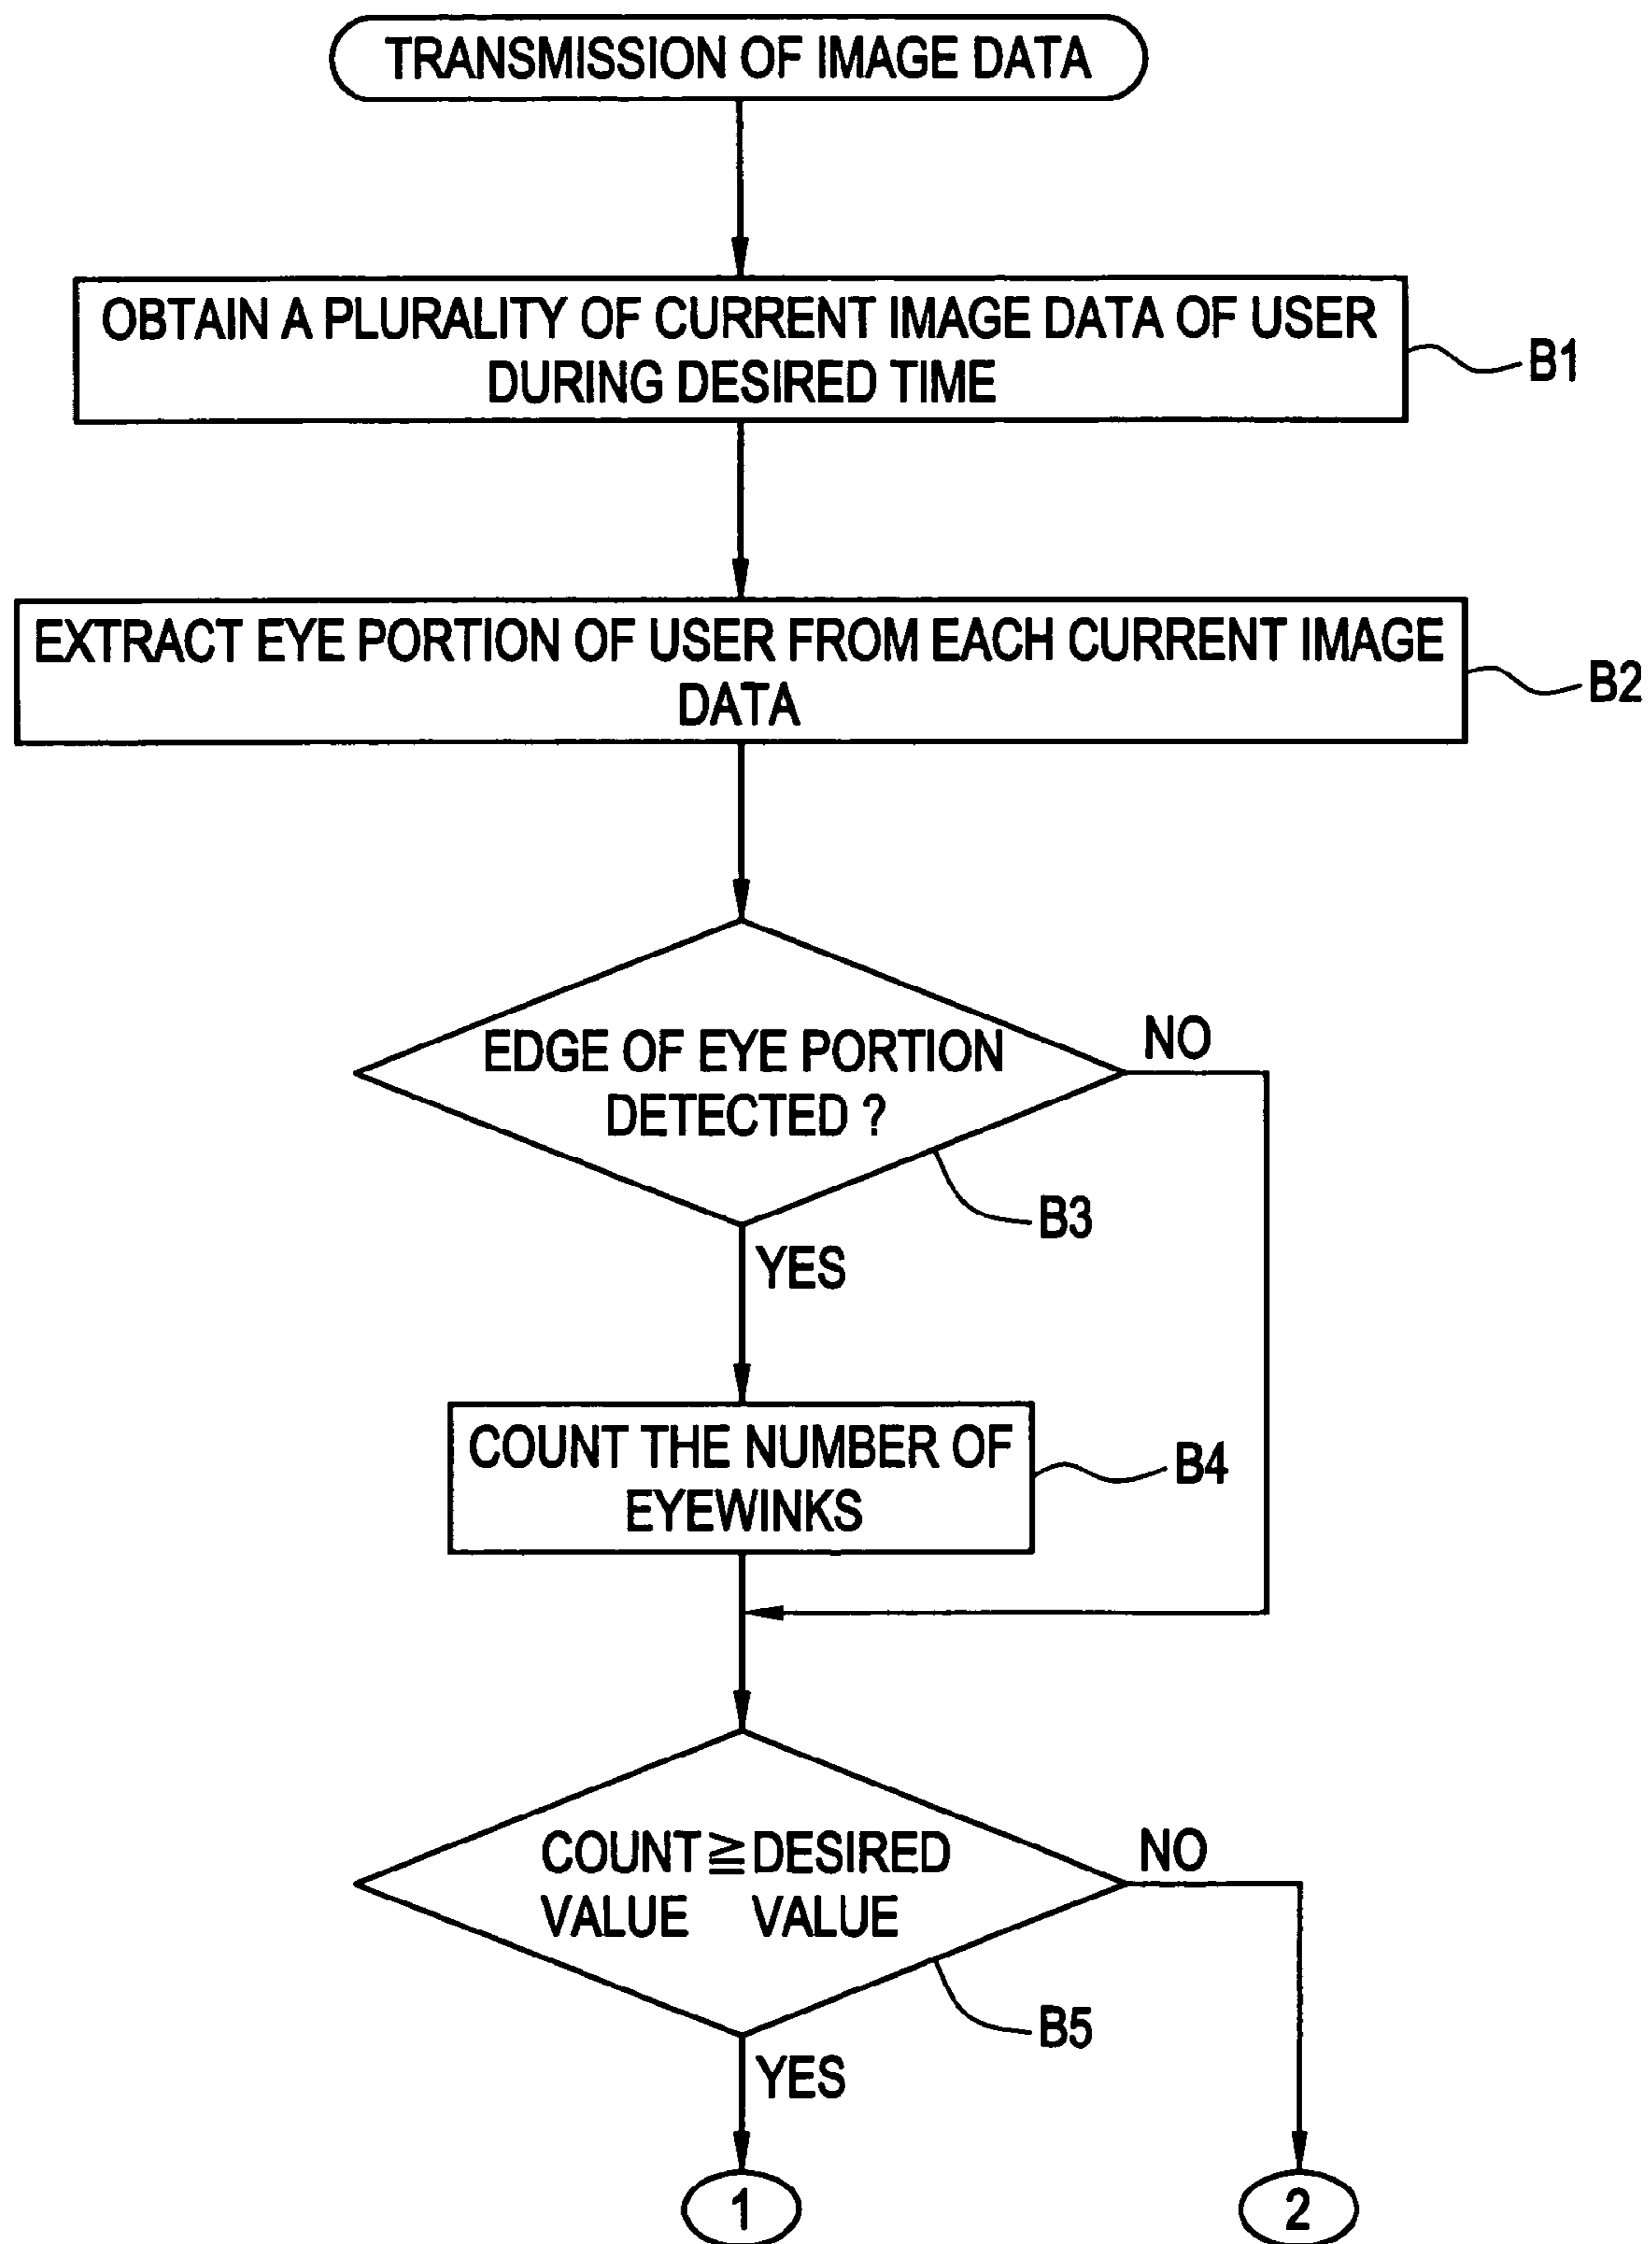 TRANSMISSION OF IMAGE DATA
OBTAIN A PLURALITY OF CURRENT IMAGE DATA OF USER
DURING DESIRED TIME
B1
EXTRACT EYE PORTION OF USER FROM EACH CURRENT IMAGE
DATA
B2
EDGE OF EYE PORTION
DETECTED ?
NO
B3
YES
COUNT THE NUMBER OF
EYEWINKS
B4
COUNT ≧ DESIRED
VALUE VALUE
NO
B5
YES
1
2